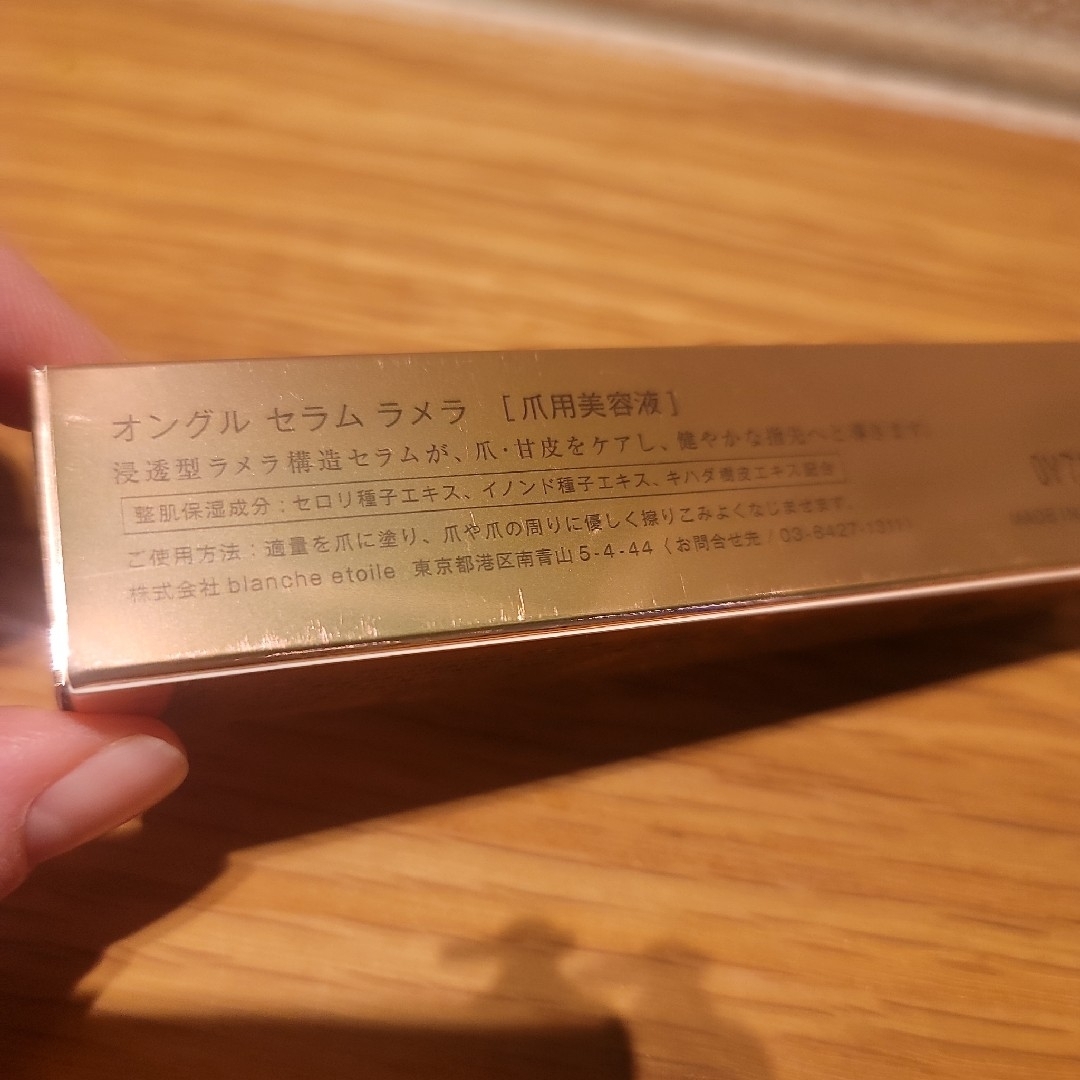 オングル セラム ラメラ [爪用美容液]
浸透型ラメラ構造セラムが、爪・甘皮をケアし、健やかな指先へと導きます。
整肌保湿成分：セロリ種子エキス、イノンド種子エキス、キハダ樹皮エキス配合
ご使用方法：適量を爪に塗り、爪や爪の周りに優しく擦りこみよくなじませます
株式会社 blanche etoile 東京都港区南青山 5-4-44 〈お問合せ先 / 03-6427-
MADE IN